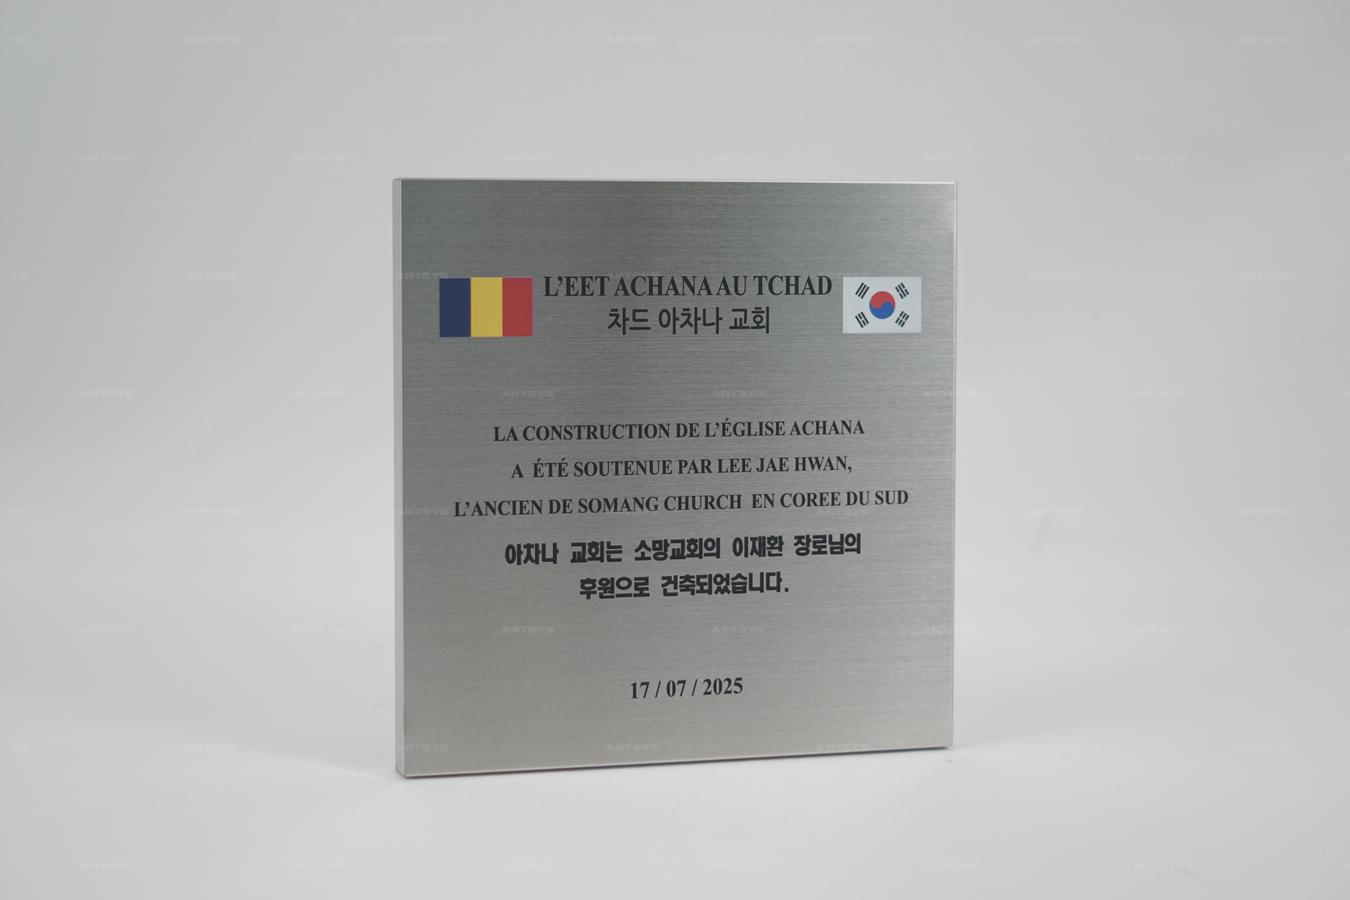 L’EET ACHANA AU TCHAD
차드 아차나 교회
LA CONSTRUCTION DE L’ÉGLISE ACHANA
A ÉTÉ SOUTENUE PAR LEE JAE HWAN,
L’ANCIEN DE SOMANG CHURCH EN COREE DU SUD
아차나 교회는 소망교회의 이재환 장로님의
후원으로 건축되었습니다.
17 / 07 / 2025
ARTSYS